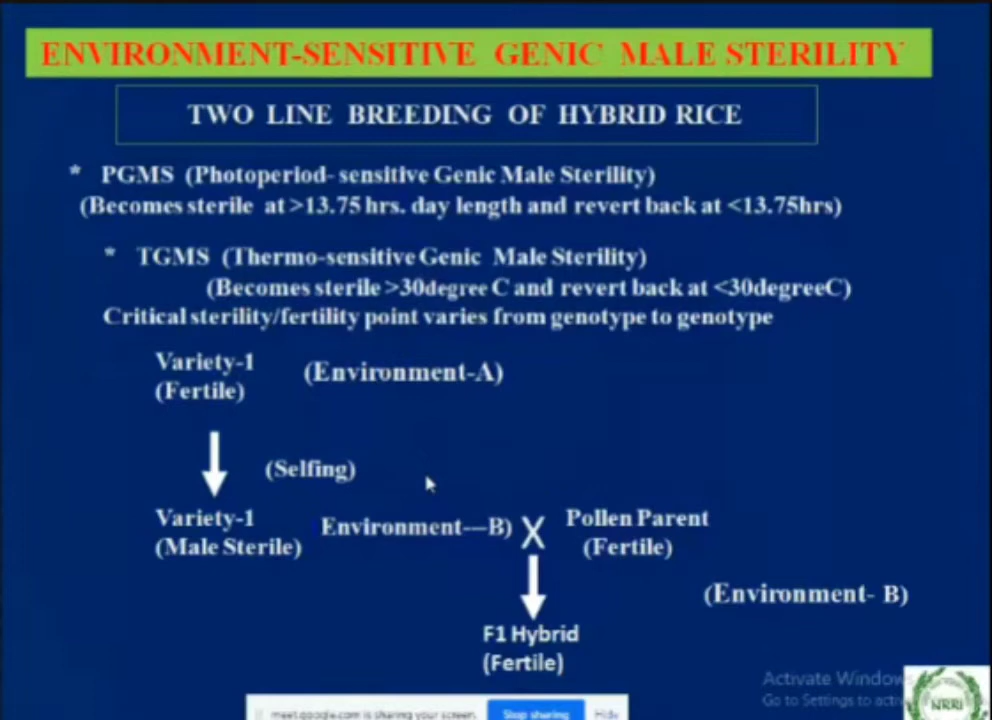 ENVIRONMENT-SENSITIVE GENIC MALE STERILITY
TWO LINE BREEDING OF HYBRID RICE
* PGMS (Photoperiod- sensitive Genic Male Sterility)
(Becomes sterile at >13.75 hrs. day length and revert back at <13.75hrs)
* TGMS (Thermo-sensitive Genic Male Sterility)
(Becomes sterile >30degree C and revert back at <30degreeC)
Critical sterility/fertility point varies from genotype to genotype
Variety-1 (Environment-A)
(Fertile)
(Selfing)
Variety-1 Environment---B) X Pollen Parent
(Male Sterile) (Fertile)
(Environment- B)
F1 Hybrid
(Fertile)
Activate Window
Go to Settings to activ
NRRI
meet.google.com is sharing your screen. Stop sharing Hide